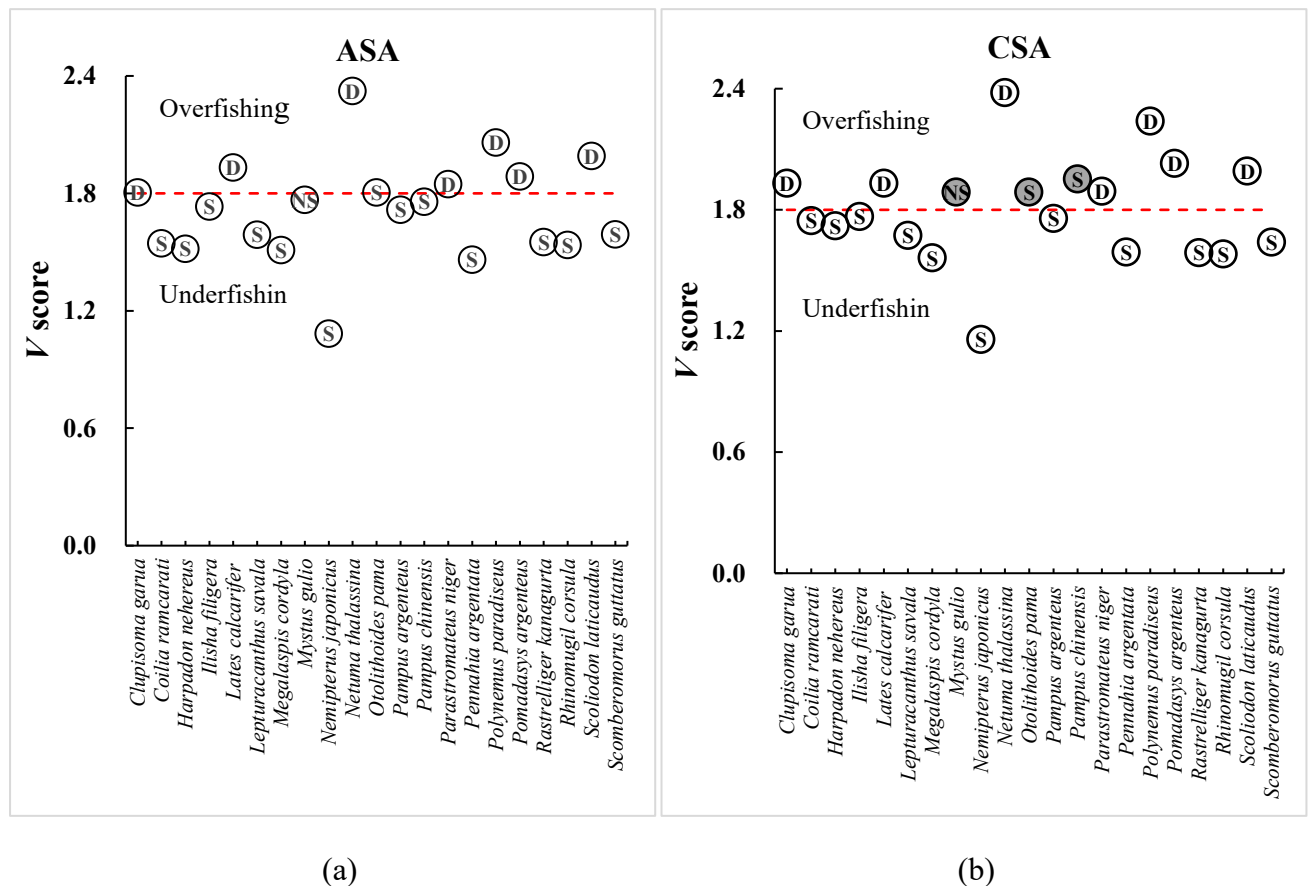 ASA
2.4
1.8
1.2
0.6
0.0
V score
Overfishing
Underfishin
D
S
S
S
D
S
S
NS
S
D
S
S
S
D
S
D
D
S
S
D
S
Clupisoma garua
Coilia ramcarati
Harpadon nehereus
Ilisha filigera
Lates calcarifer
Lepturacanthus savala
Megalaspis cordyla
Mystus gulio
Nemipterus japonicus
Netuma thalassina
Otolithoides pama
Pampus argenteus
Pampus chinensis
Parastromateus niger
Pennahia argentata
Polynemus paradiseus
Pomadasys argenteus
Rastrelliger kanagurta
Rhinomugil corsula
Scoliodon laticaudus
Scomberomorus guttatus
(a)
CSA
2.4
1.8
1.2
0.6
0.0
V score
Overfishing
Underfishin
D
S
S
S
D
S
S
NS
S
D
S
S
S
D
S
D
D
S
S
D
S
Clupisoma garua
Coilia ramcarati
Harpadon nehereus
Ilisha filigera
Lates calcarifer
Lepturacanthus savala
Megalaspis cordyla
Mystus gulio
Nemipterus japonicus
Netuma thalassina
Otolithoides pama
Pampus argenteus
Pampus chinensis
Parastromateus niger
Pennahia argentata
Polynemus paradiseus
Pomadasys argenteus
Rastrelliger kanagurta
Rhinomugil corsula
Scoliodon laticaudus
Scomberomorus guttatus
(b)